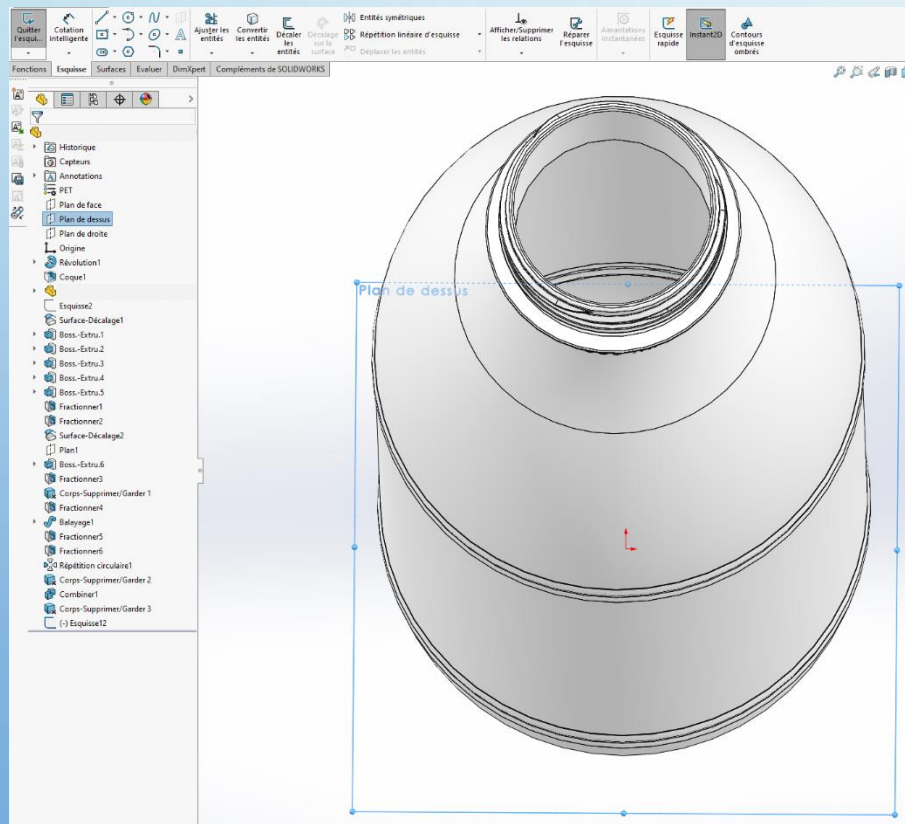 Quitter l'esqui...
Cotation intelligente
Ajuster les entités
Convertir les entités
Décaler les entités
Décalage sur la surface
Entités symétriques
Répétition linéaire d'esquisse
Déplacer les entités
Afficher/Supprimer les relations
Réparer l'esquisse
Aimantations instantanées
Esquisse rapide
Instant2D
Contours d'esquisse ombrés
Fonctions Esquisse Surfaces Evaluer DimXpert Compléments de SOLIDWORKS
Historique
Capteurs
Annotations
PET
Plan de face
Plan de dessus
Plan de droite
Origine
Révolution1
Coque1
Esquisse2
Surface-Décalage1
Boss.-Extru.1
Boss.-Extru.2
Boss.-Extru.3
Boss.-Extru.4
Boss.-Extru.5
Fractionner1
Fractionner2
Surface-Décalage2
Plan1
Boss.-Extru.6
Fractionner3
Corps-Supprimer/Garder 1
Fractionner4
Balayage1
Fractionner5
Fractionner6
Répétition circulaire1
Corps-Supprimer/Garder 2
Combiner1
Corps-Supprimer/Garder 3
(-) Esquisse12
Plan de dessus